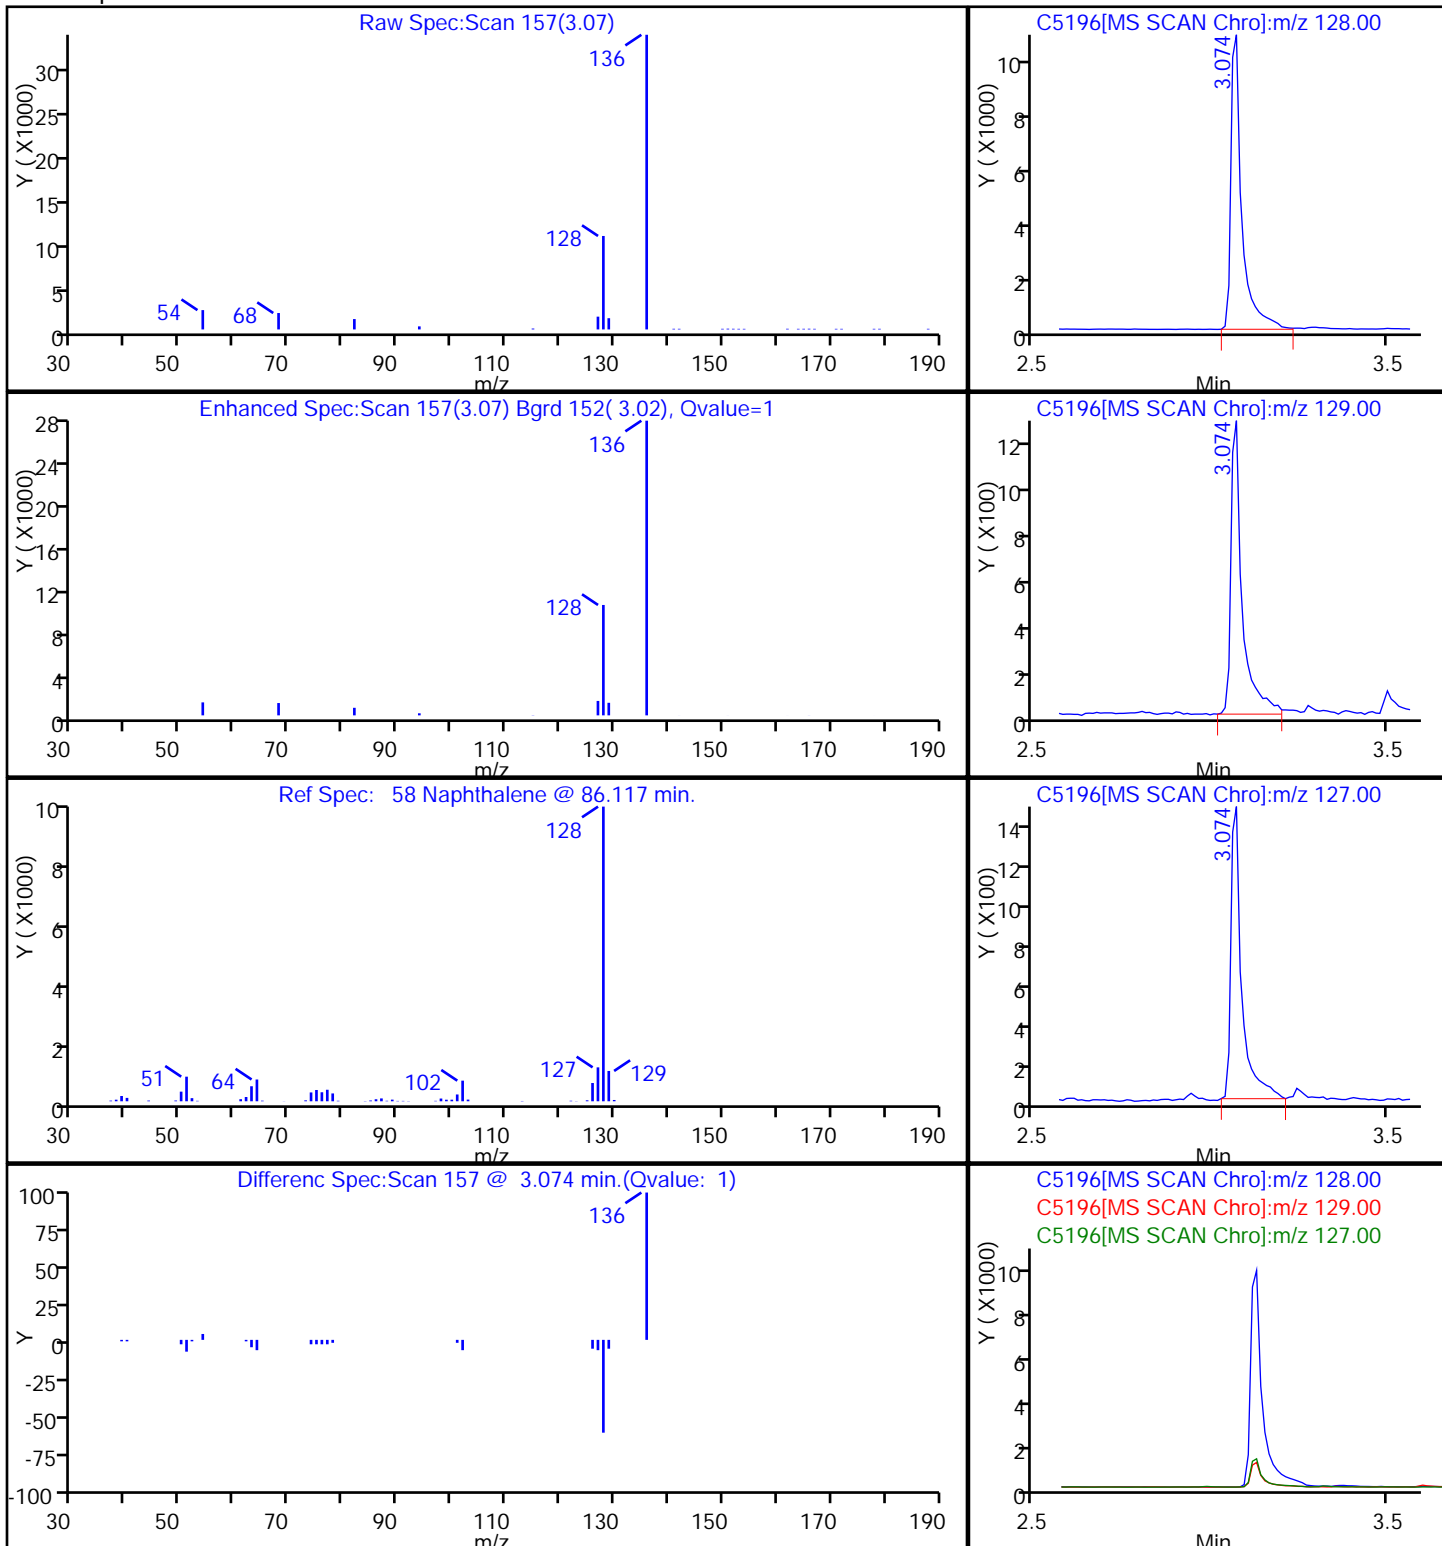 Raw Spec:Scan 157(3.07)
Y ( X1000)
30
25
20
15
10
5
0
136
128
54
68
30 50 70 90 110 130 150 170 190
m/z
C5196[MS SCAN Chro]:m/z 128.00
Y ( X1000)
10
8
6
4
2
0
3.074
2.5 3.5
Min
Enhanced Spec:Scan 157(3.07) Bgrd 152( 3.02), Qvalue=1
Y ( X1000)
28
24
20
16
12
8
4
0
136
128
30 50 70 90 110 130 150 170 190
m/z
C5196[MS SCAN Chro]:m/z 129.00
Y ( X100)
12
10
8
6
4
2
0
3.074
2.5 3.5
Min
Ref Spec: 58 Naphthalene @ 86.117 min.
Y ( X1000)
10
8
6
4
2
0
128
51
64
102
127
129
30 50 70 90 110 130 150 170 190
m/z
C5196[MS SCAN Chro]:m/z 127.00
Y ( X100)
14
12
10
8
6
4
2
0
3.074
2.5 3.5
Min
Differenc Spec:Scan 157 @ 3.074 min.(Qvalue: 1)
Y
100
75
50
25
0
-25
-50
-75
-100
136
30 50 70 90 110 130 150 170 190
m/z
C5196[MS SCAN Chro]:m/z 128.00
C5196[MS SCAN Chro]:m/z 129.00
C5196[MS SCAN Chro]:m/z 127.00
Y ( X1000)
10
8
6
4
2
0
2.5 3.5
Min